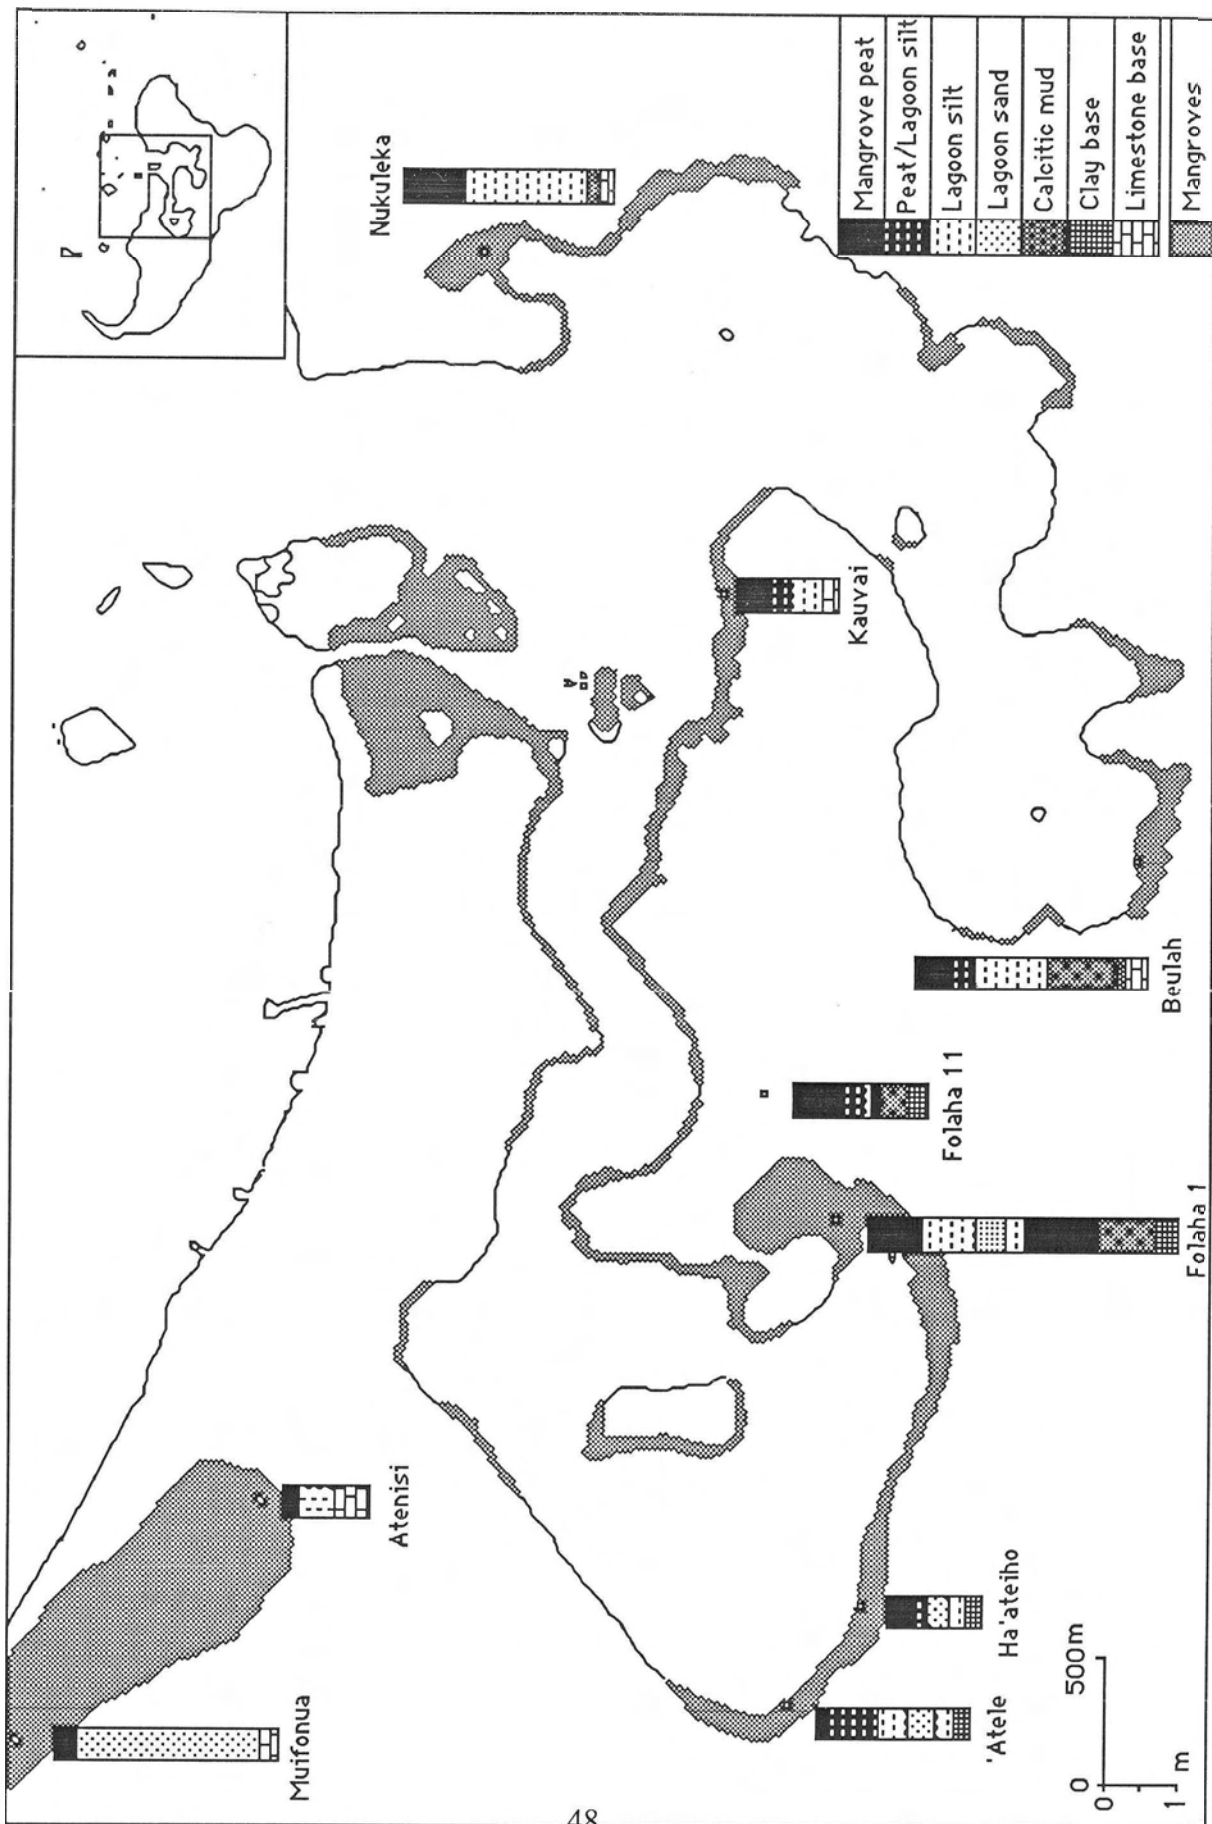 Nukuleka
Mangrove peat
Peat/Lagoon silt
Lagoon silt
Lagoon sand
Calcitic mud
Clay base
Limestone base
Mangroves
Kauvai
Beulah
Folaha 11
Folaha 1
Atenisi
Ha'ateiho
'Atele
Muifonua
0 500m
0
1 m
48